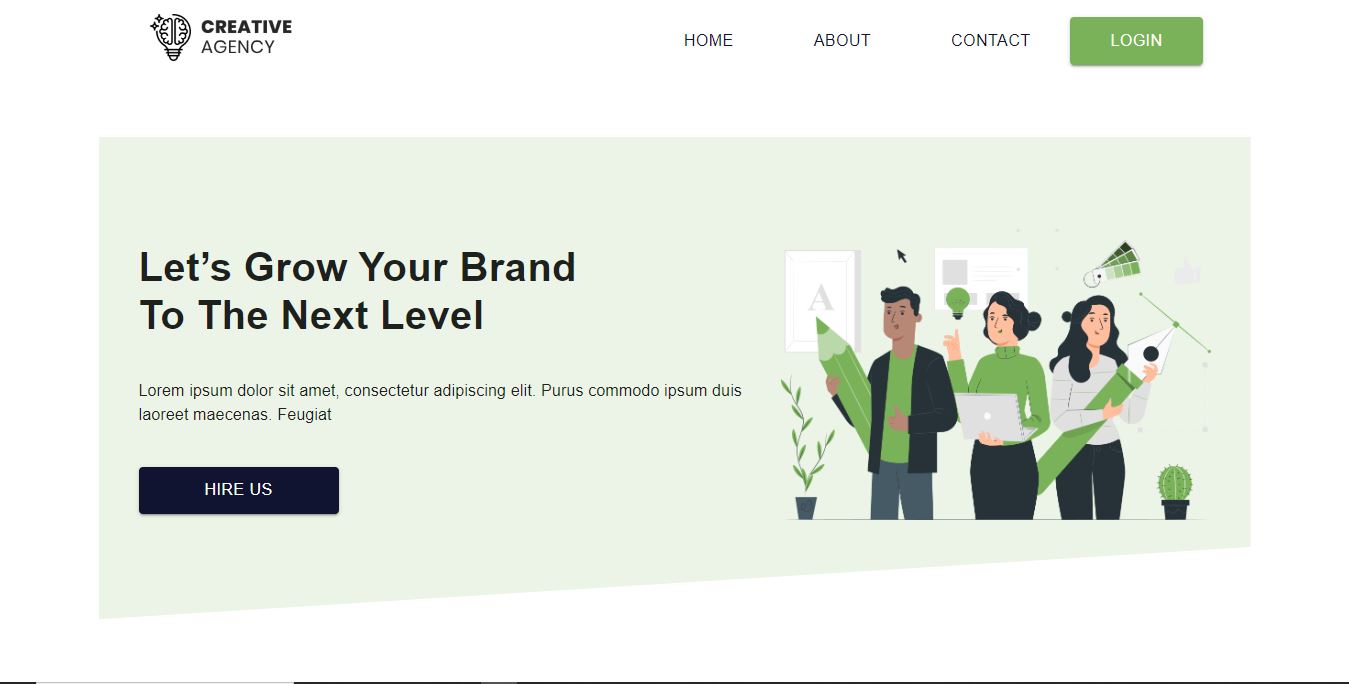 CREATIVE
AGENCY
HOME ABOUT CONTACT LOGIN
Let’s Grow Your Brand
To The Next Level
Lorem ipsum dolor sit amet, consectetur adipiscing elit. Purus commodo ipsum duis
laoreet maecenas. Feugiat
HIRE US
A